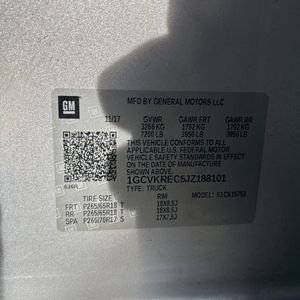 GM
MFD BY GENERAL MOTORS LLC
11/17 GVWR GAWR FRT GAWR RR
3266 KG 1792 KG 1792 KG
7200 LB 3950 LB 3950 LB
THIS VEHICLE CONFORMS TO ALL
APPLICABLE U.S. FEDERAL MOTOR
VEHICLE SAFETY STANDARDS IN
EFFECT ON THE DATE OF
MANUFACTURE SHOWN ABOVE.
1GCVKREC5JZ188101
TYPE: TRUCK
TIRE SIZE RIM
FRT P265/65R18 T 18X8.5J
RR P265/65R18 T 18X8.5J
SPA P265/70R17 S 17X7.5J